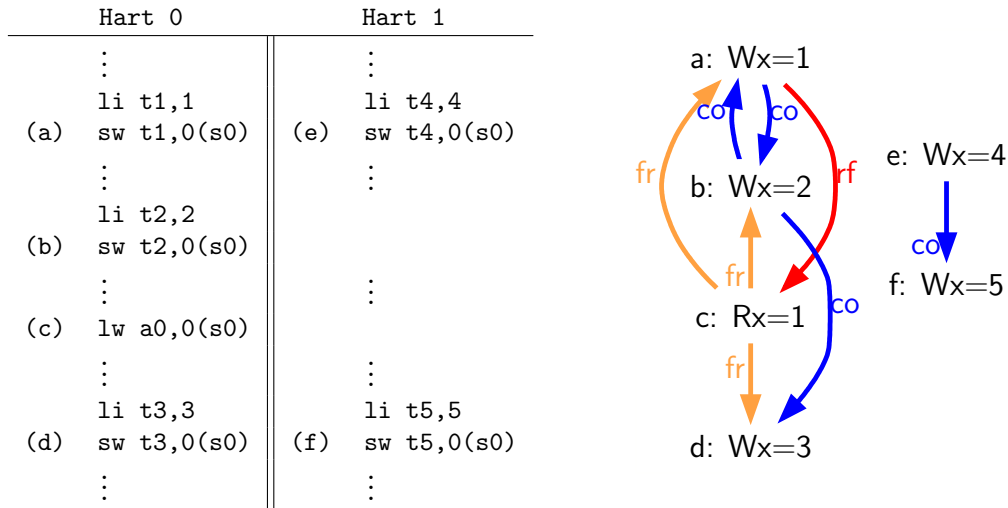 Hart 0 Hart 1
⋮ ⋮
li t1,1 li t4,4
(a) sw t1,0(s0) (e) sw t4,0(s0)
⋮ ⋮
li t2,2
(b) sw t2,0(s0)
⋮ ⋮
(c) lw a0,0(s0)
⋮ ⋮
li t3,3 li t5,5
(d) sw t3,0(s0) (f) sw t5,0(s0)
⋮ ⋮
a: Wx=1
co co
fr rf
b: Wx=2
fr
c: Rx=1
co
fr
d: Wx=3
e: Wx=4
co
f: Wx=5